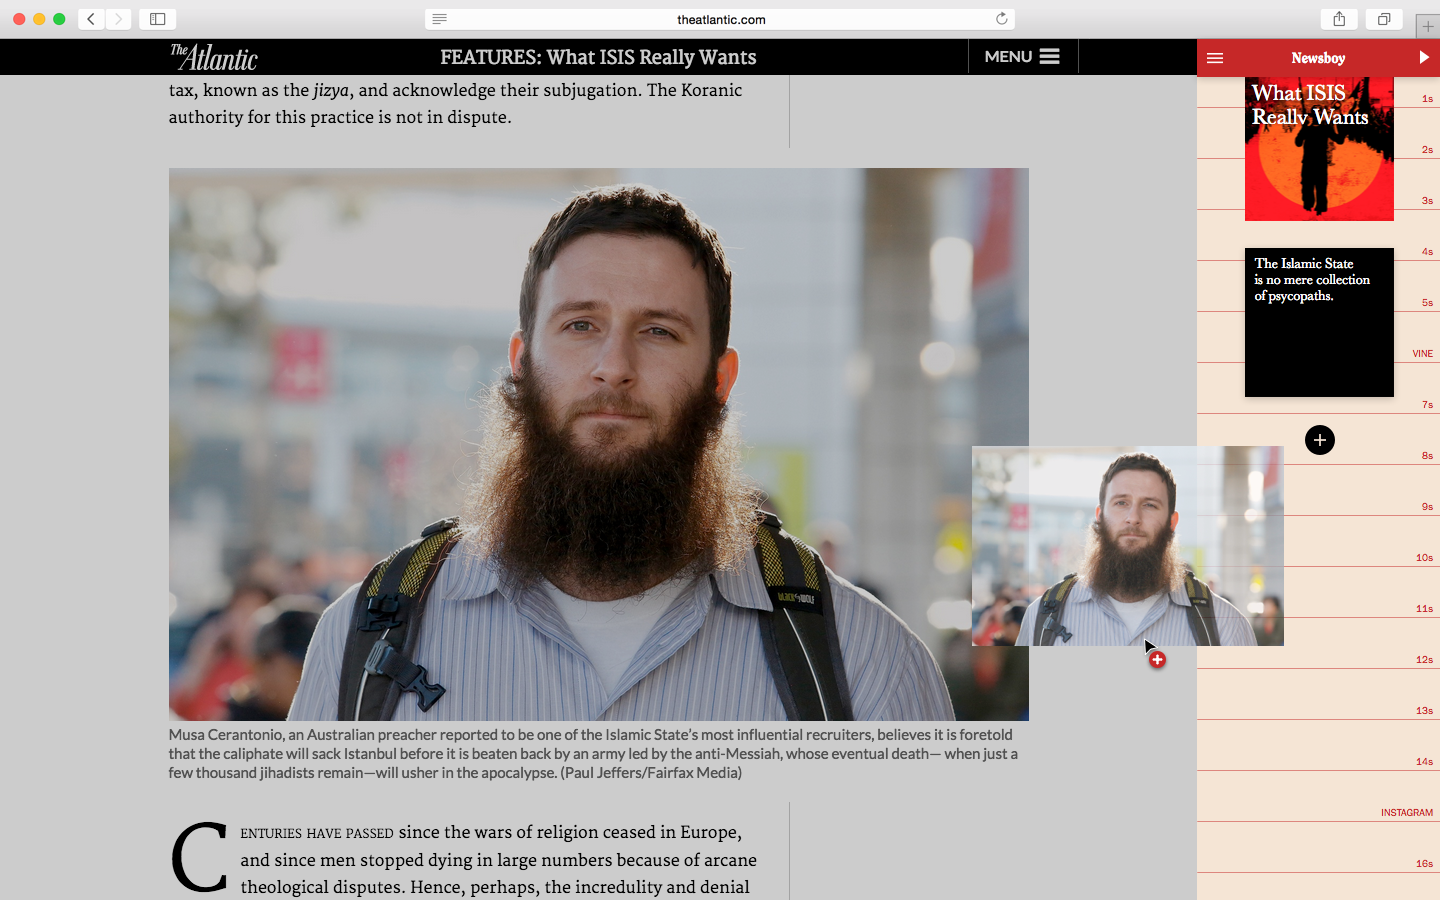 theatlantic.com
The Atlantic
FEATURES: What ISIS Really Wants
MENU
tax, known as the jizya, and acknowledge their subjugation. The Koranic
authority for this practice is not in dispute.
BLACK WOLF
Musa Cerantonio, an Australian preacher reported to be one of the Islamic State's most influential recruiters, believes it is foretold
that the caliphate will sack Istanbul before it is beaten back by an army led by the anti-Messiah, whose eventual death— when just a
few thousand jihadists remain—will usher in the apocalypse. (Paul Jeffers/Fairfax Media)
CENTURIES HAVE PASSED since the wars of religion ceased in Europe,
and since men stopped dying in large numbers because of arcane
theological disputes. Hence, perhaps, the incredulity and denial
Newsboy
What ISIS
Really Wants
The Islamic State
is no mere collection
of psycopaths.
1s
2s
3s
4s
5s
VINE
7s
8s
9s
10s
11s
12s
13s
14s
INSTAGRAM
16s